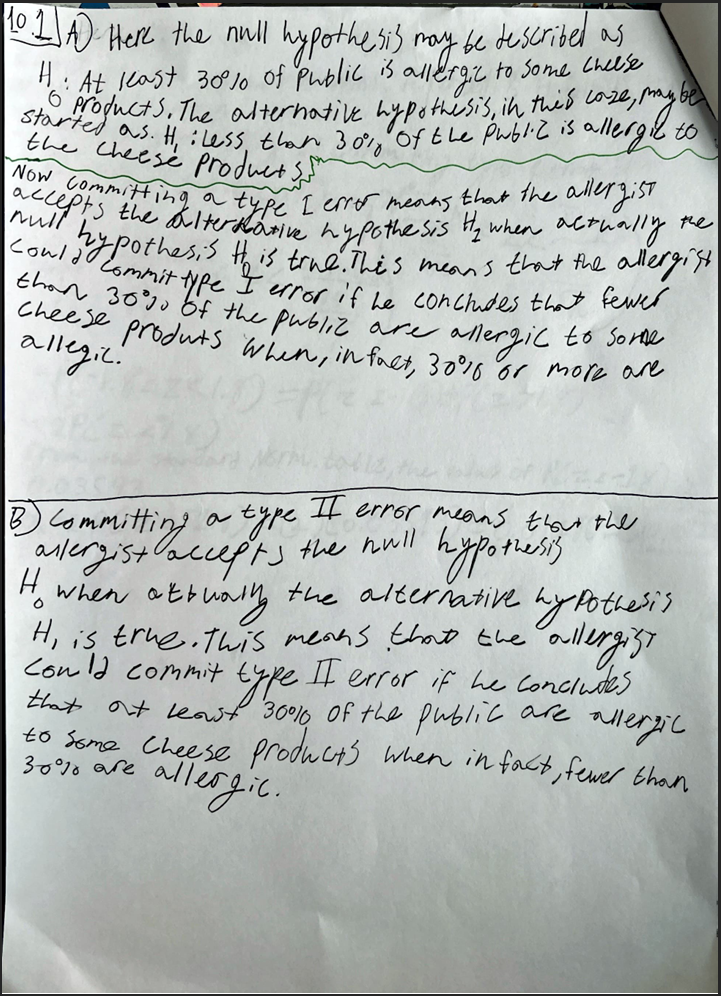 10.1 A) Here the null hypothesis may be described as
H₀: At least 30% of public is allergic to some cheese
products. The alternative hypothesis, in this case, may be
started as. H₁: less than 30% of the public is allergic to
the cheese products
Now committing a type I error means that the allergist
accepts the alternative hypothesis H₁ when actually the
null hypothesis H₀ is true. This means that the allergist
could commit type I error if he concludes that fewer
than 30% of the public are allergic to some
cheese products when, in fact, 30% or more are
allegic.
B) Committing a type II error means that the
allergist accepts the null hypothesis
H₀ when actually the alternative hypothesis
H₁ is true. This means that the allergist
could commit type II error if he concludes
that at least 30% of the public are allergic
to some cheese products when in fact, fewer than
30% are allergic.